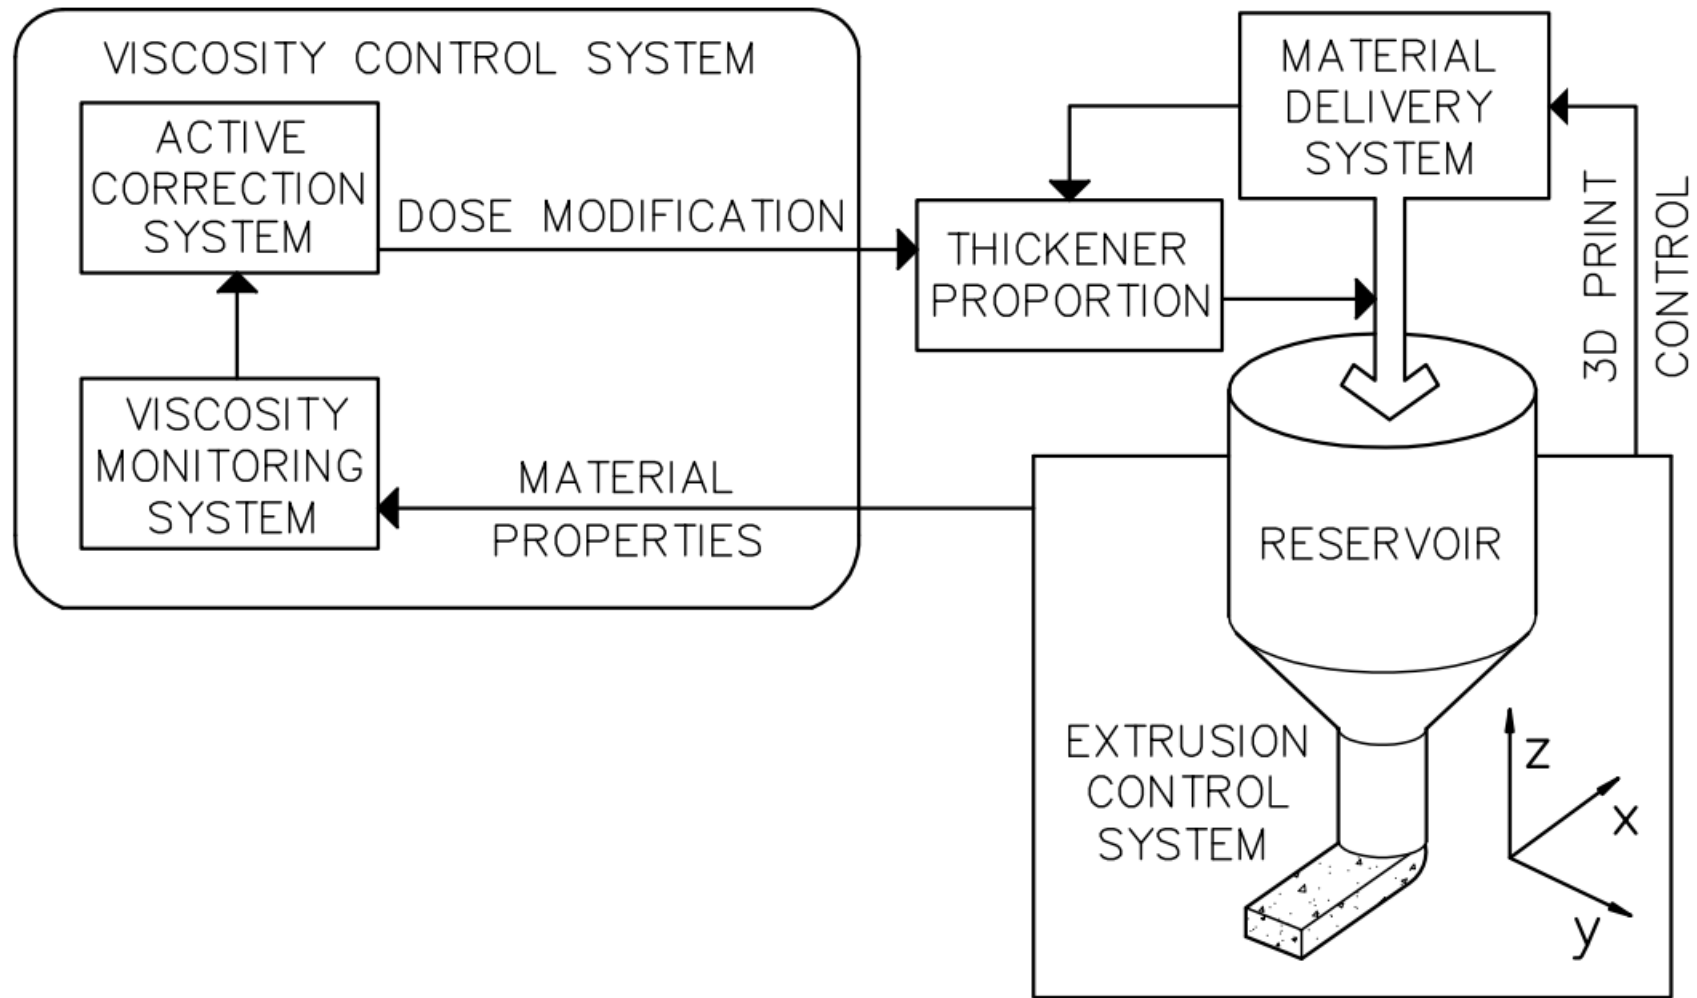 VISCOSITY CONTROL SYSTEM
ACTIVE
CORRECTION
SYSTEM
DOSE MODIFICATION
VISCOSITY
MONITORING
SYSTEM
MATERIAL
PROPERTIES
MATERIAL
DELIVERY
SYSTEM
THICKENER
PROPORTION
3D PRINT
CONTROL
RESERVOIR
EXTRUSION
CONTROL
SYSTEM
z
x
y